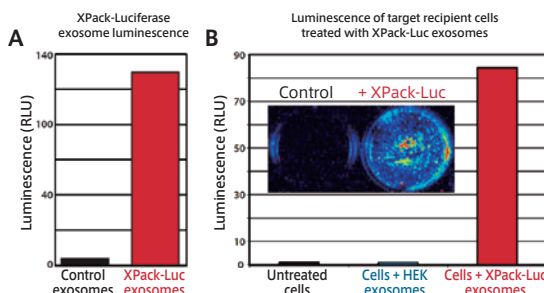 A
XPack-Luciferase
exosome luminescence
Luminescence (RLU)
140
100
40
140
Control
exosomes
XPack-Luc
exosomes
B
Luminescence of target recipient cells
treated with XPack-Luc exosomes
Luminescence (RLU)
90
70
50
30
10
Control
+ XPack-Luc
Untreated
cells
Cells + HEK
exosomes
Cells + XPack-Luc
exosomes